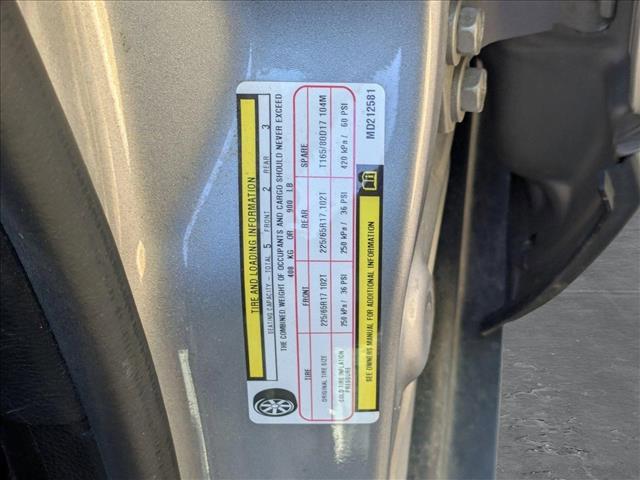 TIRE AND LOADING INFORMATION
SEATING CAPACITY - TOTAL 5 FRONT 2 REAR 3
THE COMBINED WEIGHT OF OCCUPANTS AND CARGO SHOULD NEVER EXCEED
408 KG OR 900 LB
TIRE FRONT REAR SPARE
ORIGINAL TIRE SIZE 225/65R17 102T 225/65R17 102T T165/80D17 104M
COLD TIRE INFLATION PRESSURE 250 kPa / 36 PSI 250 kPa / 36 PSI 420 kPa / 60 PSI
SEE OWNERS MANUAL FOR ADDITIONAL INFORMATION
MD212581